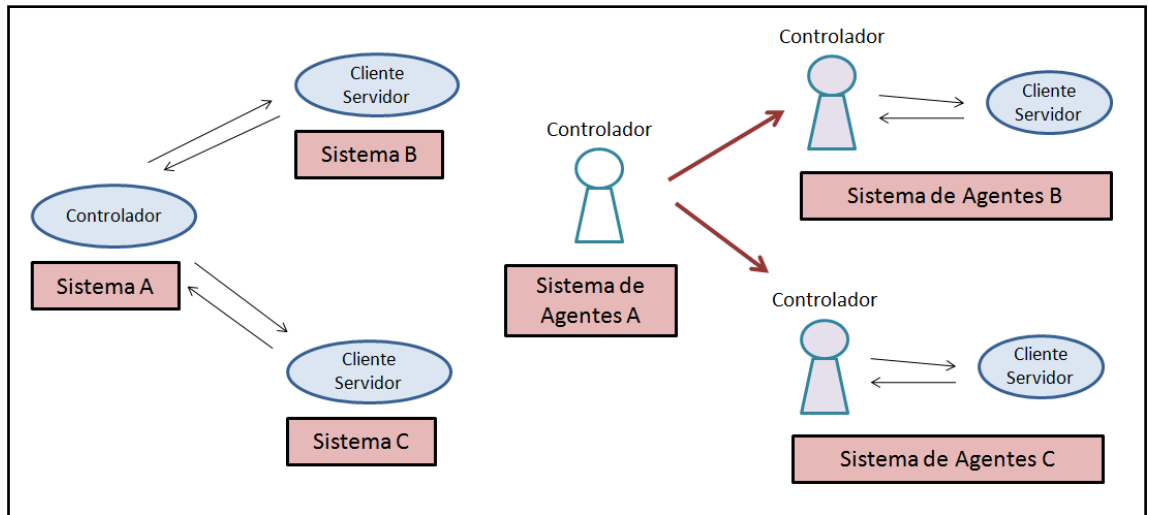 Cliente
Servidor
Sistema B
Controlador
Sistema A
Cliente
Servidor
Sistema C
Controlador
Sistema de
Agentes A
Controlador
Cliente
Servidor
Sistema de Agentes B
Controlador
Cliente
Servidor
Sistema de Agentes C